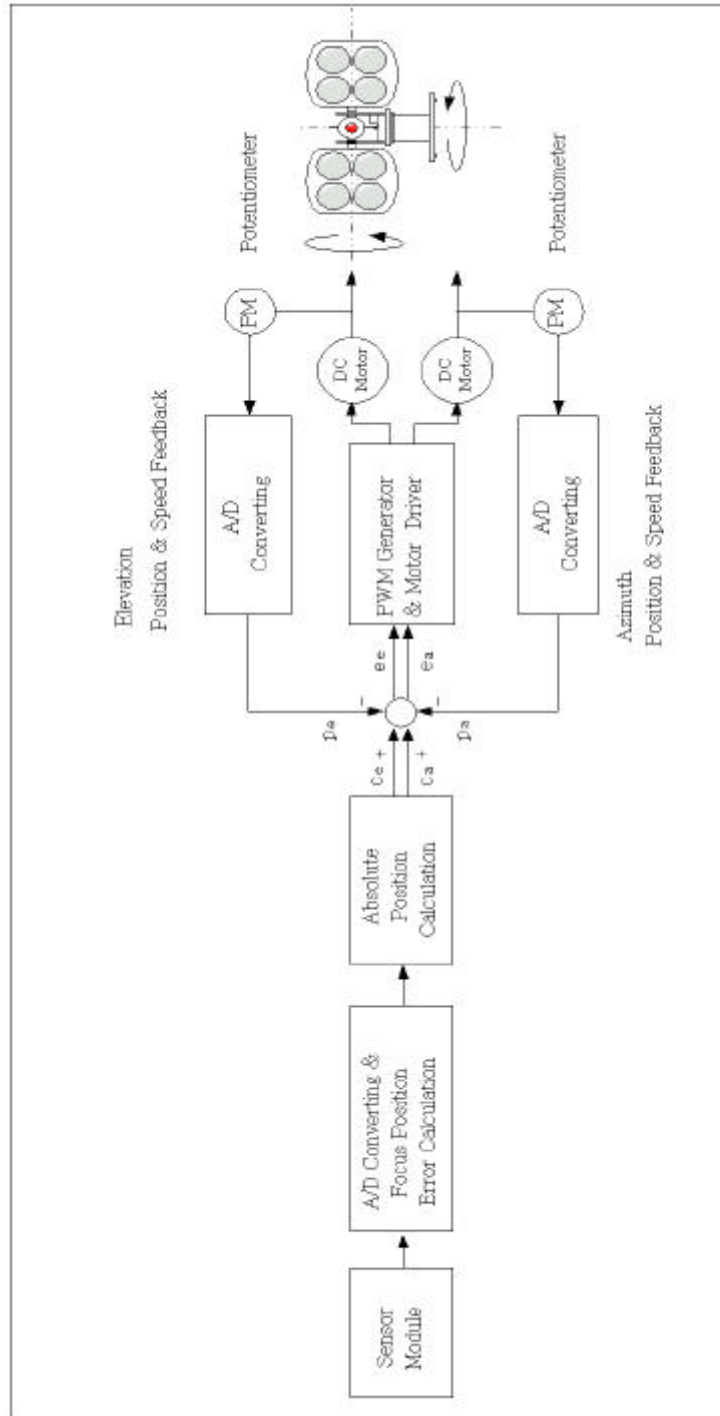 Elevation
Position & Speed Feedback
Potentiometer
A/D
Converting
PM
Sensor
Module
A/D Converting &
Focus Position
Error Calculation
Absolute
Position
Calculation
Pe
-
Ce +
Ca +
ee
ea
-
Pa
PWM Generator
& Motor Driver
DC
Motor
DC
Motor
A/D
Converting
PM
Potentiometer
Azimuth
Position & Speed Feedback